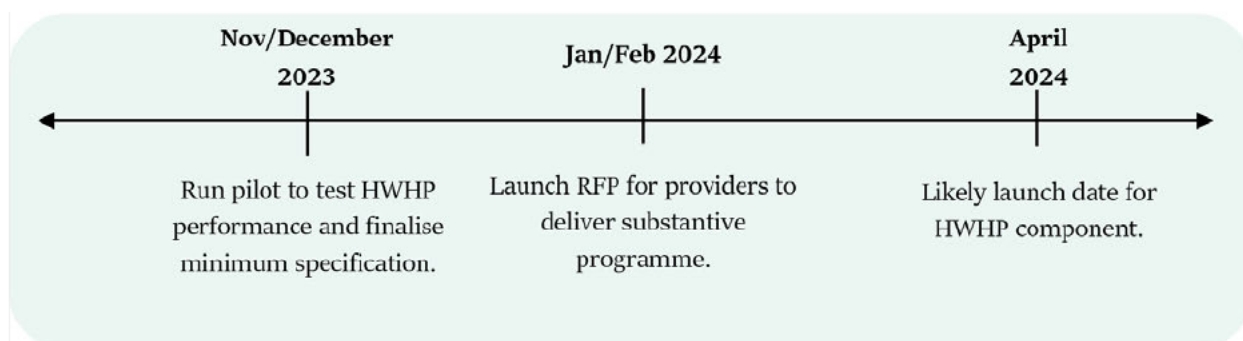 Nov/December
2023
Run pilot to test HWHP
performance and finalise
minimum specification.
Jan/Feb 2024
Launch RFP for providers to
deliver substantive
programme.
April
2024
Likely launch date for
HWHP component.